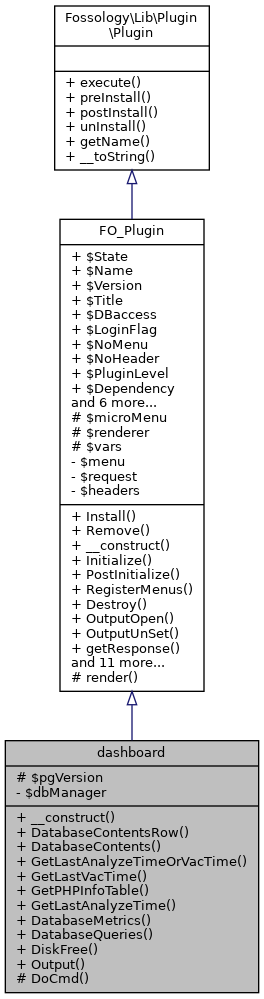 Fossology\Lib\Plugin
\Plugin
+ execute()
+ preInstall()
+ postInstall()
+ unInstall()
+ getName()
+ __toString()
FO_Plugin
+ $State
+ $Name
+ $Version
+ $Title
+ $DBaccess
+ $LoginFlag
+ $NoMenu
+ $NoHeader
+ $PluginLevel
+ $Dependency
and 6 more...
# $microMenu
# $renderer
# $vars
- $menu
- $request
- $headers
+ Install()
+ Remove()
+ __construct()
+ Initialize()
+ PostInitialize()
+ RegisterMenus()
+ Destroy()
+ OutputOpen()
+ OutputUnSet()
+ getResponse()
and 11 more...
# render()
dashboard
# $pgVersion
- $dbManager
+ __construct()
+ DatabaseContentsRow()
+ DatabaseContents()
+ GetLastAnalyzeTimeOrVacTime()
+ GetLastVacTime()
+ GetPHPInfoTable()
+ GetLastAnalyzeTime()
+ DatabaseMetrics()
+ DatabaseQueries()
+ DiskFree()
+ Output()
# DoCmd()